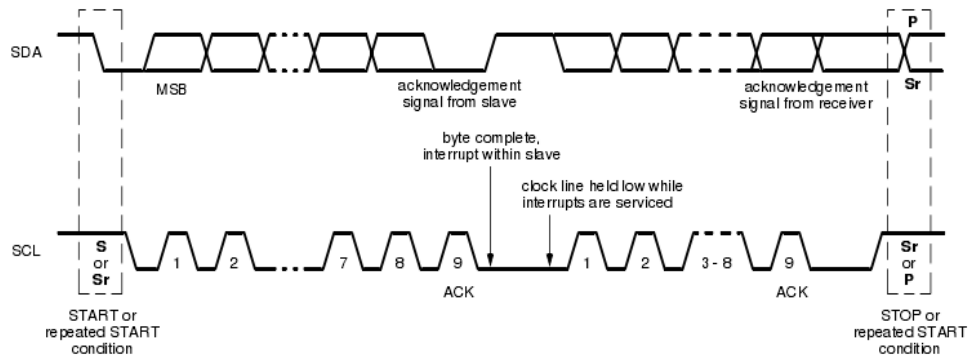 P
SDA
MSB
acknowledgement
signal from slave
acknowledgement
signal from receiver
Sr
byte complete,
interrupt within slave
clock line held low while
interrupts are serviced
SCL
S
or
Sr
1
2
7
8
9
1
2
3 - 8
9
Sr
or
P
ACK
ACK
START or
repeated START
condition
STOP or
repeated START
condition